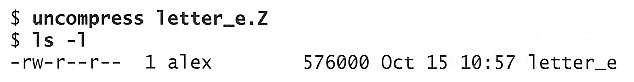 $ uncompress letter_e.Z
$ ls -l
-rw-r--r--  1 alex        576000 Oct 15 10:57 letter_e